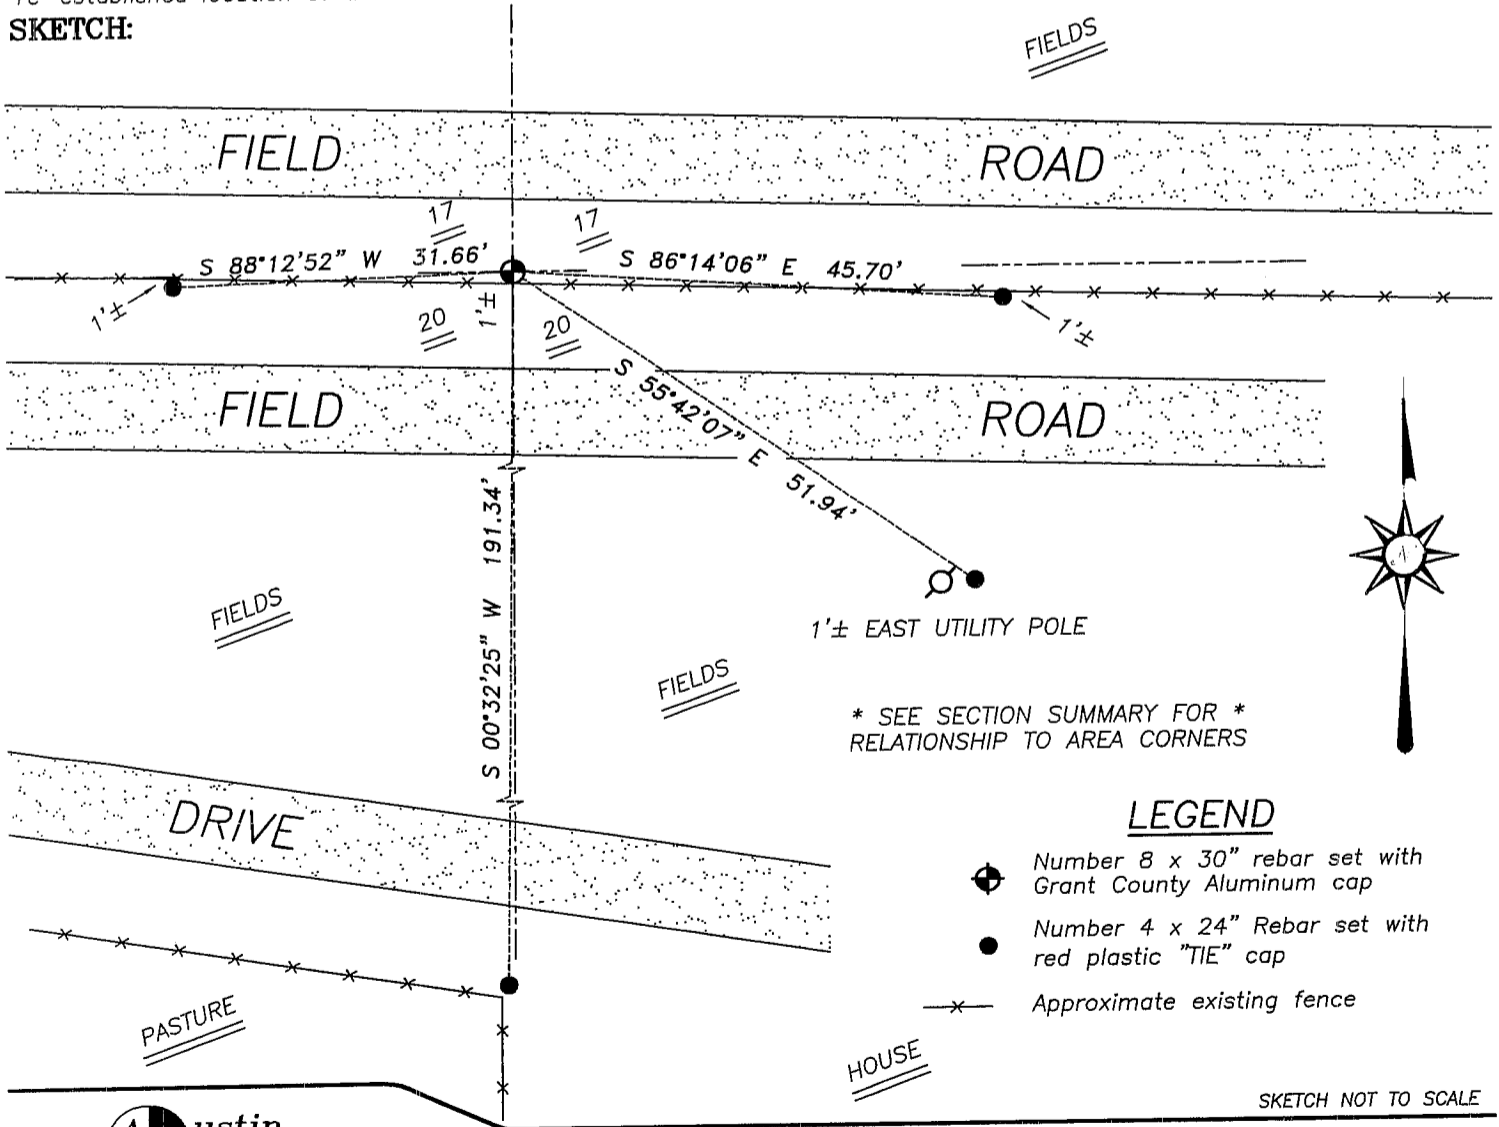 SKETCH:
FIELDS
FIELD ROAD
17 17
S 88°12'52" W 31.66'
S 86°14'06" E 45.70'
1'±
1'±
1'±
20 20
FIELD ROAD
S 55°42'07" E 51.94'
S 00°32'25" W 191.34'
1'± EAST UTILITY POLE
FIELDS
FIELDS
* SEE SECTION SUMMARY FOR *
RELATIONSHIP TO AREA CORNERS
DRIVE
LEGEND
Number 8 x 30" rebar set with
Grant County Aluminum cap
Number 4 x 24" Rebar set with
red plastic "TIE" cap
Approximate existing fence
PASTURE
HOUSE
SKETCH NOT TO SCALE
Austin